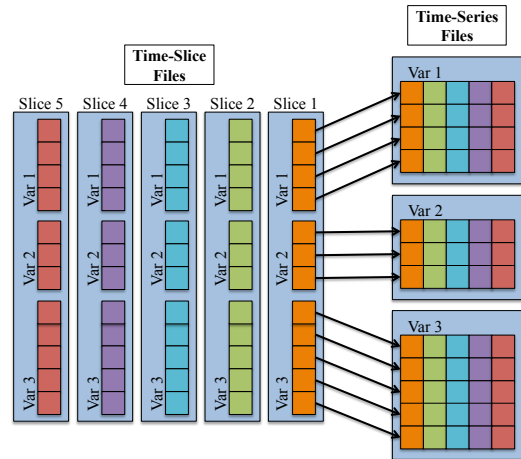 Time-Slice
Files
Time-Series
Files
Slice 5
Slice 4
Slice 3
Slice 2
Slice 1
Var 1
Var 1
Var 1
Var 1
Var 1
Var 2
Var 2
Var 2
Var 2
Var 2
Var 3
Var 3
Var 3
Var 3
Var 3
Var 1
Var 2
Var 3